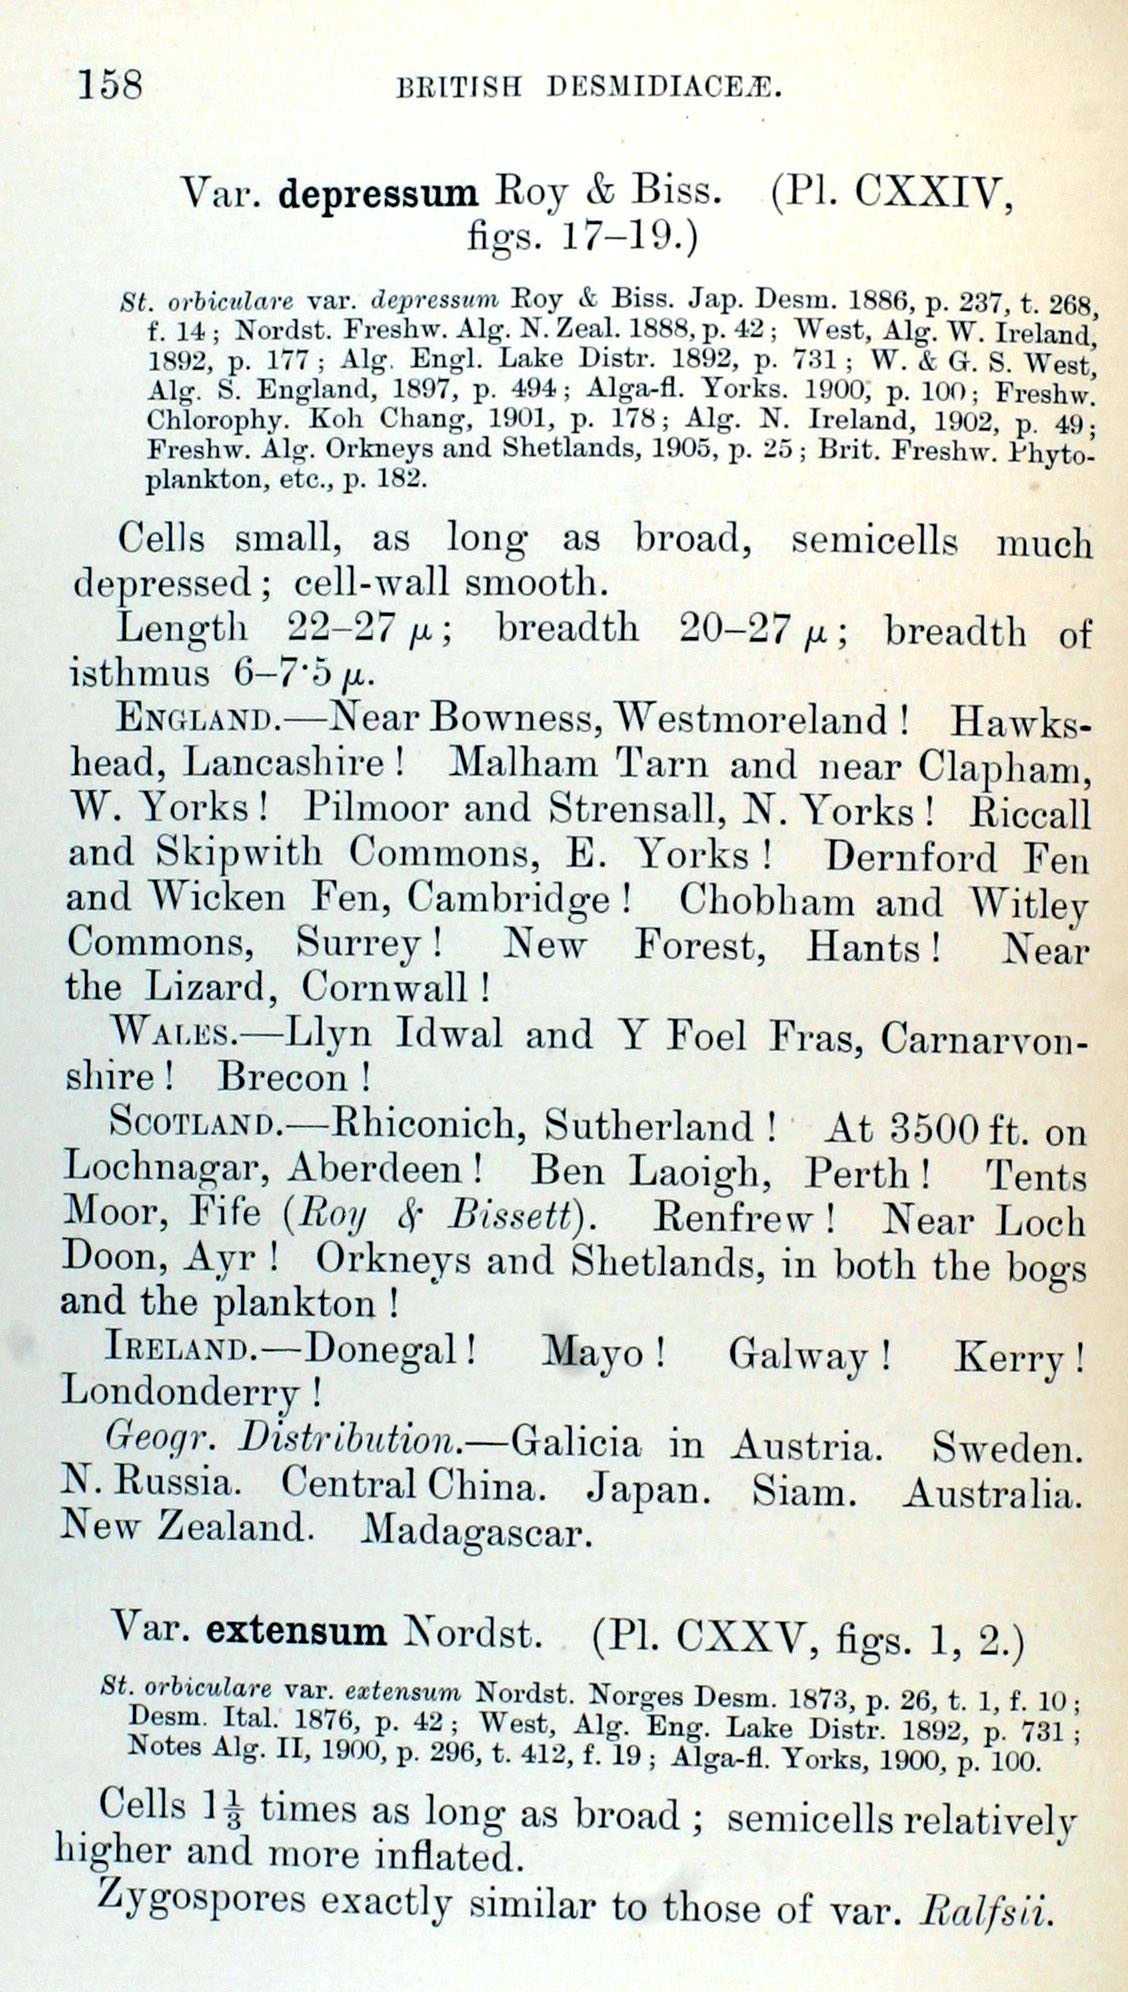 158 BRITISH DESMIDIACEÆ.
Var. depressum Roy & Biss. (Pl. CXXIV,
figs. 17–19.)
St. orbiculare var. depressum Roy & Biss. Jap. Desm. 1886, p. 237, t. 268,
f. 14; Nordst. Freshw. Alg. N. Zeal. 1888, p. 42; West, Alg. W. Ireland,
1892, p. 177; Alg. Engl. Lake Distr. 1892, p. 731; W. & G. S. West,
Alg. S. England, 1897, p. 494; Alga-fl. Yorks. 1900, p. 100; Freshw.
Chlorophy. Koh Chang, 1901, p. 178; Alg. N. Ireland, 1902, p. 49;
Freshw. Alg. Orkneys and Shetlands, 1905, p. 25; Brit. Freshw. Phyto-
plankton, etc., p. 182.
Cells small, as long as broad, semicells much
depressed; cell-wall smooth.
Length 22–27 μ; breadth 20–27 μ; breadth of
isthmus 6–7·5 μ.
ENGLAND.—Near Bowness, Westmoreland! Hawks-
head, Lancashire! Malham Tarn and near Clapham,
W. Yorks! Pilmoor and Strensall, N. Yorks! Riccall
and Skipwith Commons, E. Yorks! Dernford Fen
and Wicken Fen, Cambridge! Chobham and Witley
Commons, Surrey! New Forest, Hants! Near
the Lizard, Cornwall!
WALES.—Llyn Idwal and Y Foel Fras, Carnarvon-
shire! Brecon!
SCOTLAND.—Rhiconich, Sutherland! At 3500 ft. on
Lochnagar, Aberdeen! Ben Laoigh, Perth! Tents
Moor, Fife (Roy & Bissett). Renfrew! Near Loch
Doon, Ayr! Orkneys and Shetlands, in both the bogs
and the plankton!
IRELAND.—Donegal! Mayo! Galway! Kerry!
Londonderry!
Geogr. Distribution.—Galicia in Austria. Sweden.
N. Russia. Central China. Japan. Siam. Australia.
New Zealand. Madagascar.
Var. extensum Nordst. (Pl. CXXV, figs. 1, 2.)
St. orbiculare var. extensum Nordst. Norges Desm. 1873, p. 26, t. 1, f. 10;
Desm. Ital. 1876, p. 42; West, Alg. Eng. Lake Distr. 1892, p. 731;
Notes Alg. II, 1900, p. 296, t. 412, f. 19; Alga-fl. Yorks, 1900, p. 100.
Cells 1⅓ times as long as broad; semicells relatively
higher and more inflated.
Zygospores exactly similar to those of var. Ralfsii.